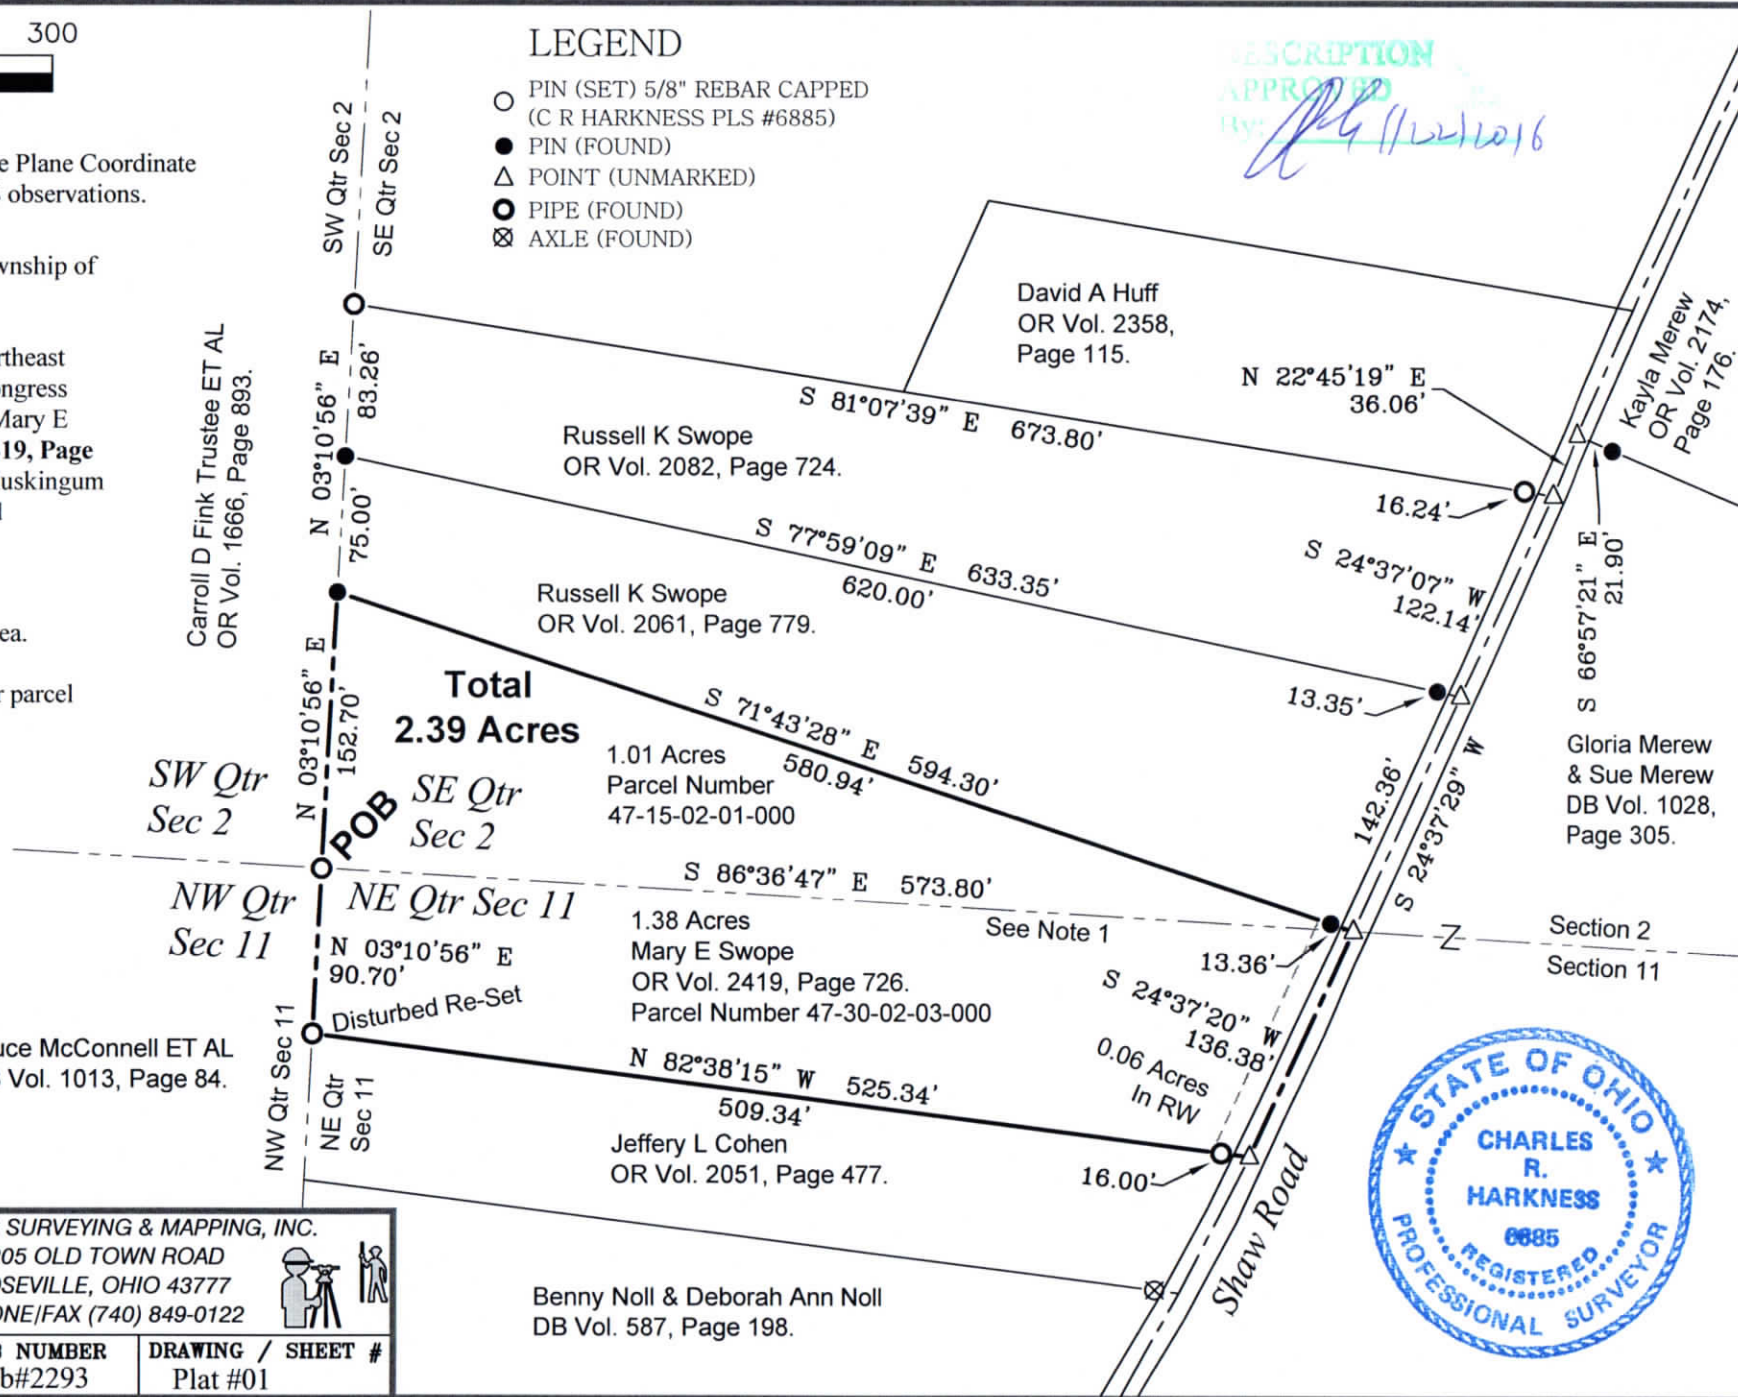 300
e Plane Coordinate
observations.
wnship of
rtheast
ongress
Mary E
19, Page
uskingum
ea.
r parcel
LEGEND
PIN (SET) 5/8" REBAR CAPPED
(C R HARKNESS PLS #6885)
PIN (FOUND)
POINT (UNMARKED)
PIPE (FOUND)
AXLE (FOUND)
DESCRIPTION
APPROVED
By:
11/22/2016
SW Qtr Sec 2
SE Qtr Sec 2
David A Huff
OR Vol. 2358,
Page 115.
N 22°45'19" E
36.06'
Kayla Merew
OR Vol. 2174,
Page 176.
Carroll D Fink Trustee ET AL
OR Vol. 1666, Page 893.
N 03°10'56" E
83.26'
75.00'
S 81°07'39" E 673.80'
Russell K Swope
OR Vol. 2082, Page 724.
16.24'
S 77°59'09" E 633.35'
620.00'
S 24°37'07" W
122.14'
S 66°57'21" E
21.90'
Russell K Swope
OR Vol. 2061, Page 779.
13.35'
N 03°10'56" E
152.70'
Total
2.39 Acres
S 71°43'28" E 594.30'
580.94'
1.01 Acres
Parcel Number
47-15-02-01-000
142.36'
S 24°37'29" W
Gloria Merew
& Sue Merew
DB Vol. 1028,
Page 305.
SW Qtr
Sec 2
POB
SE Qtr
Sec 2
S 86°36'47" E 573.80'
NW Qtr
Sec 11
NE Qtr Sec 11
See Note 1
Section 2
Section 11
13.36'
1.38 Acres
Mary E Swope
OR Vol. 2419, Page 726.
Parcel Number 47-30-02-03-000
N 03°10'56" E
90.70'
Disturbed Re-Set
S 24°37'20" W
136.38'
0.06 Acres
In RW
uce McConnell ET AL
Vol. 1013, Page 84.
NW Qtr Sec 11
NE Qtr
Sec 11
N 82°38'15" W 525.34'
509.34'
Jeffery L Cohen
OR Vol. 2051, Page 477.
16.00'
Shaw Road
Benny Noll & Deborah Ann Noll
DB Vol. 587, Page 198.
STATE OF OHIO
CHARLES
R.
HARKNESS
6885
REGISTERED
PROFESSIONAL SURVEYOR
SURVEYING & MAPPING, INC.
05 OLD TOWN ROAD
OSEVILLE, OHIO 43777
ONE/FAX (740) 849-0122
NUMBER
b#2293
DRAWING / SHEET #
Plat #01